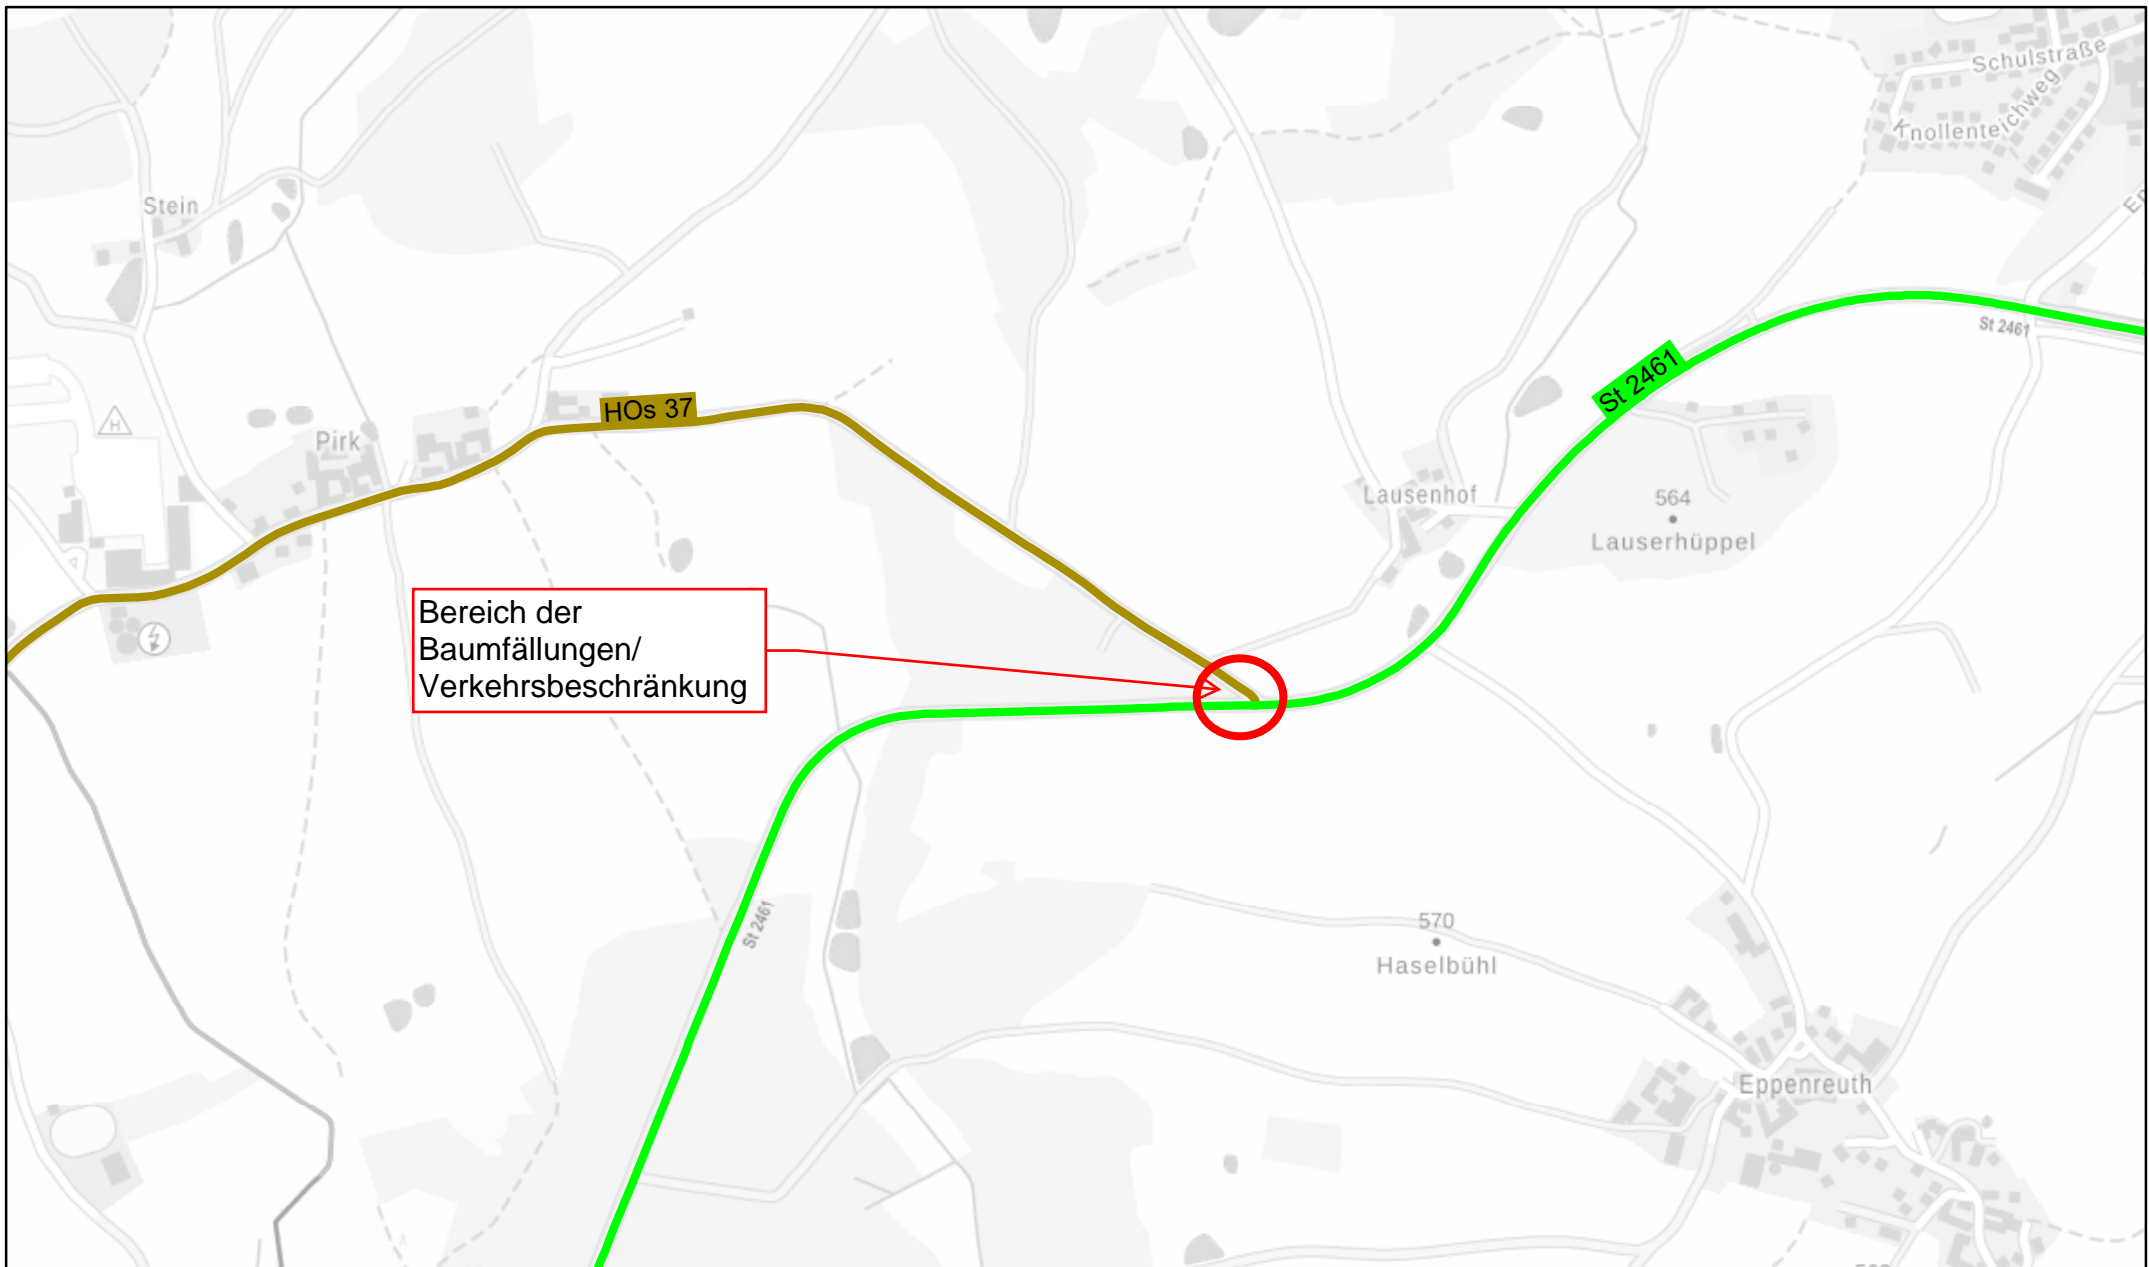 Schulstraße
Knollenteichweg
Stein
St 2461
St 2461
HOs 37
H
Pirk
Lausenhof
564
Lauserhüppel
Bereich der
Baumfällungen/
Verkehrsbeschränkung
St 2461
570
Haselbühl
Eppenreuth